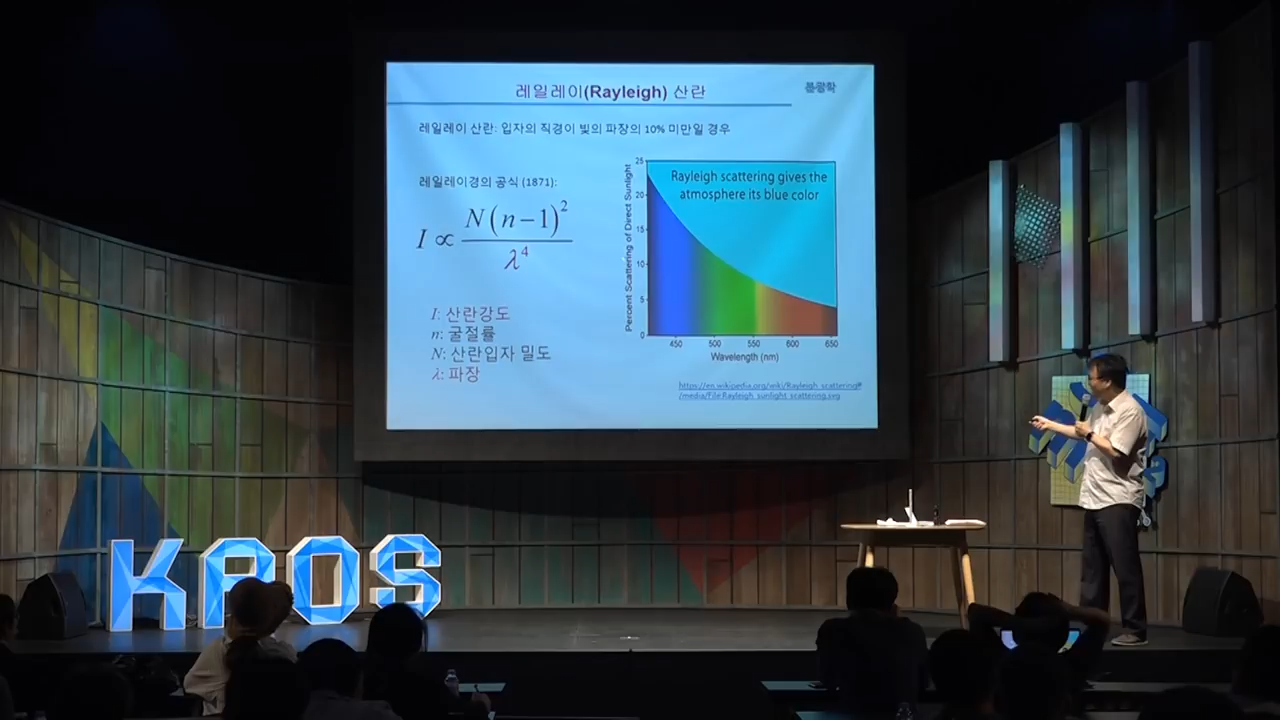 레일레이(Rayleigh) 산란
분광학
레일레이 산란: 입자의 직경이 빛의 파장의 10% 미만일 경우
레일레이경의 공식 (1871):
I ∝ N(n−1)² / λ⁴
I: 산란강도
n: 굴절률
N: 산란입자 밀도
λ: 파장
Rayleigh scattering gives the
atmosphere its blue color
Percent Scattering of Direct Sunlight
25
20
15
10
5
0
450 500 550 600 650
Wavelength (nm)
https://en.wikipedia.org/wiki/Rayleigh_scattering#
/media/File:Rayleigh_sunlight_scattering.svg
KAOS